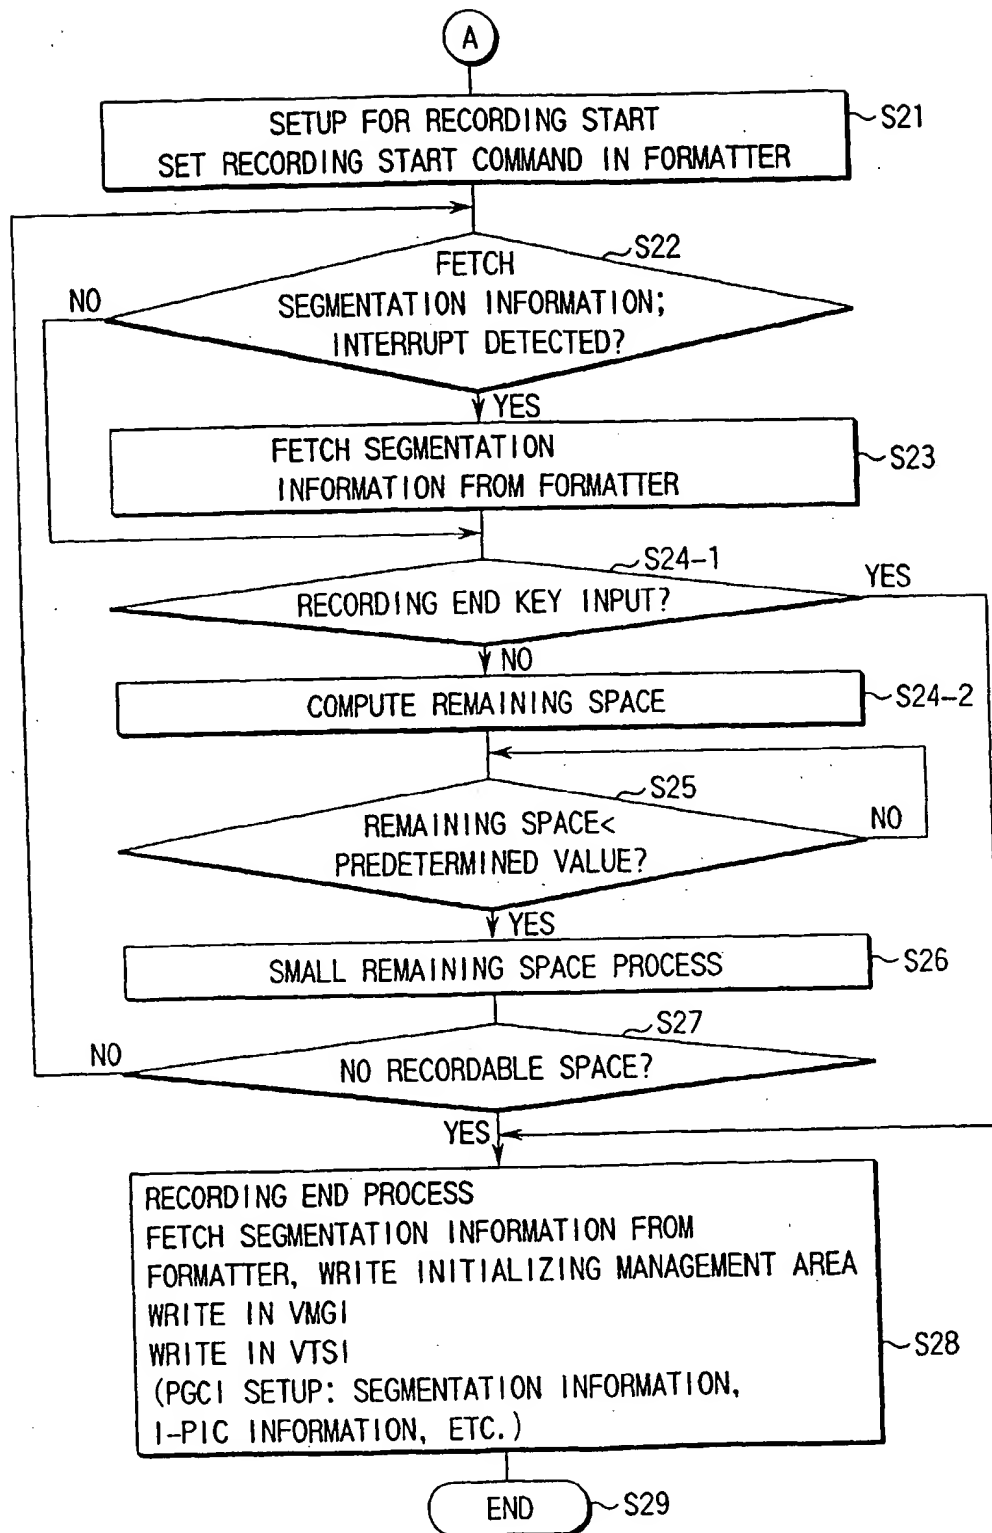 A
SETUP FOR RECORDING START
SET RECORDING START COMMAND IN FORMATTER
S21
S22
FETCH
SEGMENTATION INFORMATION;
INTERRUPT DETECTED?
NO
YES
FETCH SEGMENTATION
INFORMATION FROM FORMATTER
S23
S24-1
RECORDING END KEY INPUT?
YES
NO
COMPUTE REMAINING SPACE
S24-2
S25
REMAINING SPACE<
PREDETERMINED VALUE?
NO
YES
SMALL REMAINING SPACE PROCESS
S26
S27
NO RECORDABLE SPACE?
NO
YES
RECORDING END PROCESS
FETCH SEGMENTATION INFORMATION FROM
FORMATTER, WRITE INITIALIZING MANAGEMENT AREA
WRITE IN VMGI
WRITE IN VTSI
(PGCI SETUP: SEGMENTATION INFORMATION,
I-PIC INFORMATION, ETC.)
S28
END
S29